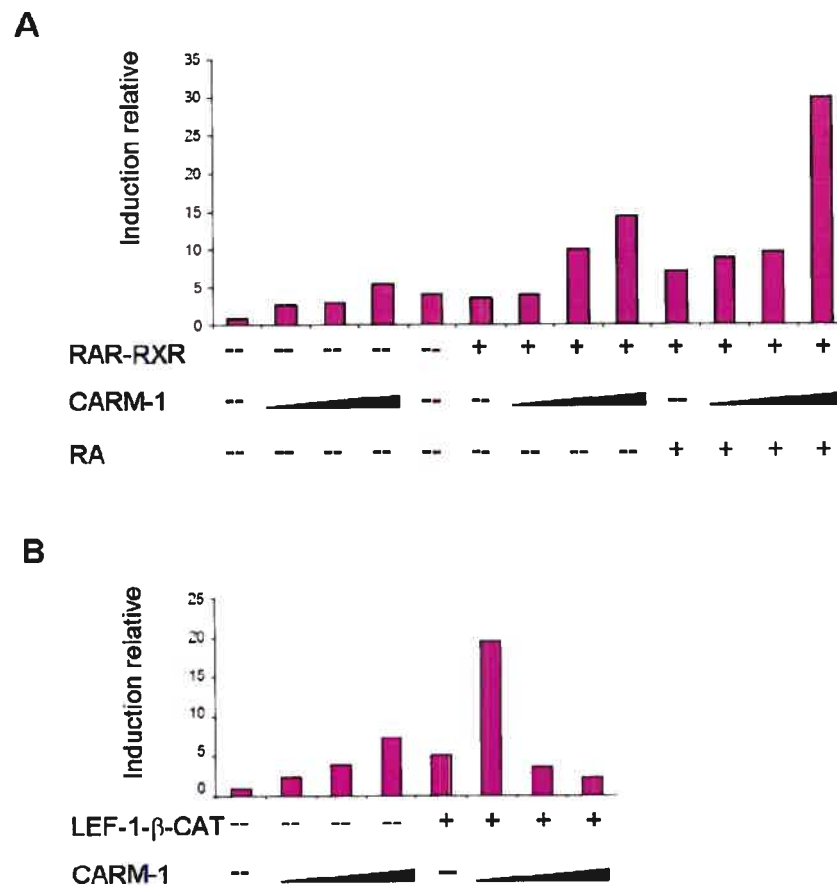 A
Induction relative
35
30
25
20
15
10
5
0
RAR-RXR -- -- -- -- -- + + + + + + + +
CARM-1 -- -- -- --
RA -- -- -- -- -- -- -- -- -- + + + +
B
Induction relative
25
20
15
10
5
0
LEF-1-β-CAT -- -- -- -- + + + +
CARM-1 -- –